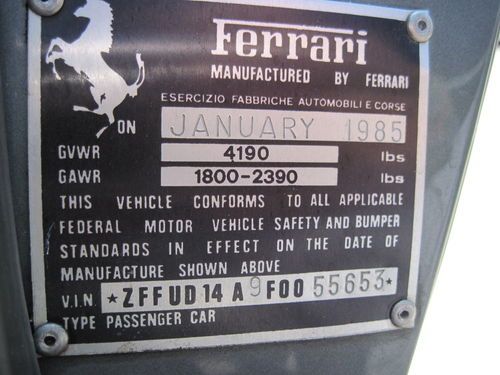 Ferrari
MANUFACTURED BY FERRARI
ESERCIZIO FABBRICHE AUTOMOBILI E CORSE
ON JANUARY 1985
GVWR 4190 lbs
GAWR 1800-2390 lbs
THIS VEHICLE CONFORMS TO ALL APPLICABLE
FEDERAL MOTOR VEHICLE SAFETY AND BUMPER
STANDARDS IN EFFECT ON THE DATE OF
MANUFACTURE SHOWN ABOVE
V.I.N. *ZFFUD14A9F0055653*
TYPE PASSENGER CAR